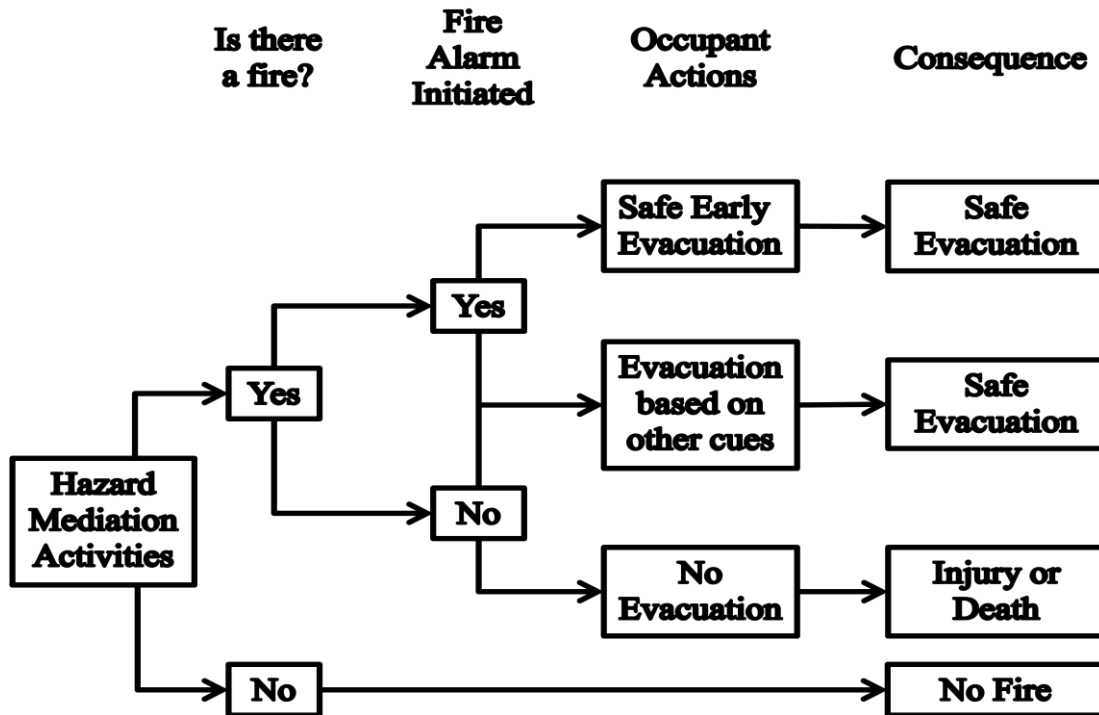 Is there
a fire?
Fire
Alarm
Initiated
Occupant
Actions
Consequence
Safe Early
Evacuation
Safe
Evacuation
Yes
Yes
Evacuation
based on
other cues
Safe
Evacuation
Hazard
Mediation
Activities
No
No
Evacuation
Injury or
Death
No
No Fire